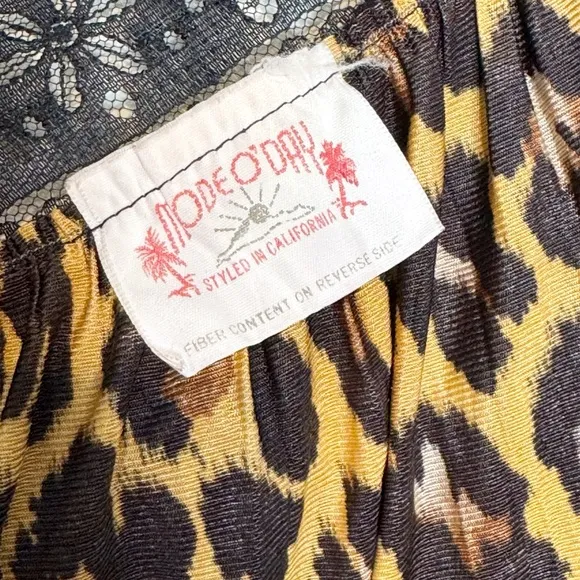 MODE O'DAY
STYLED IN CALIFORNIA
FIBER CONTENT ON REVERSE SIDE